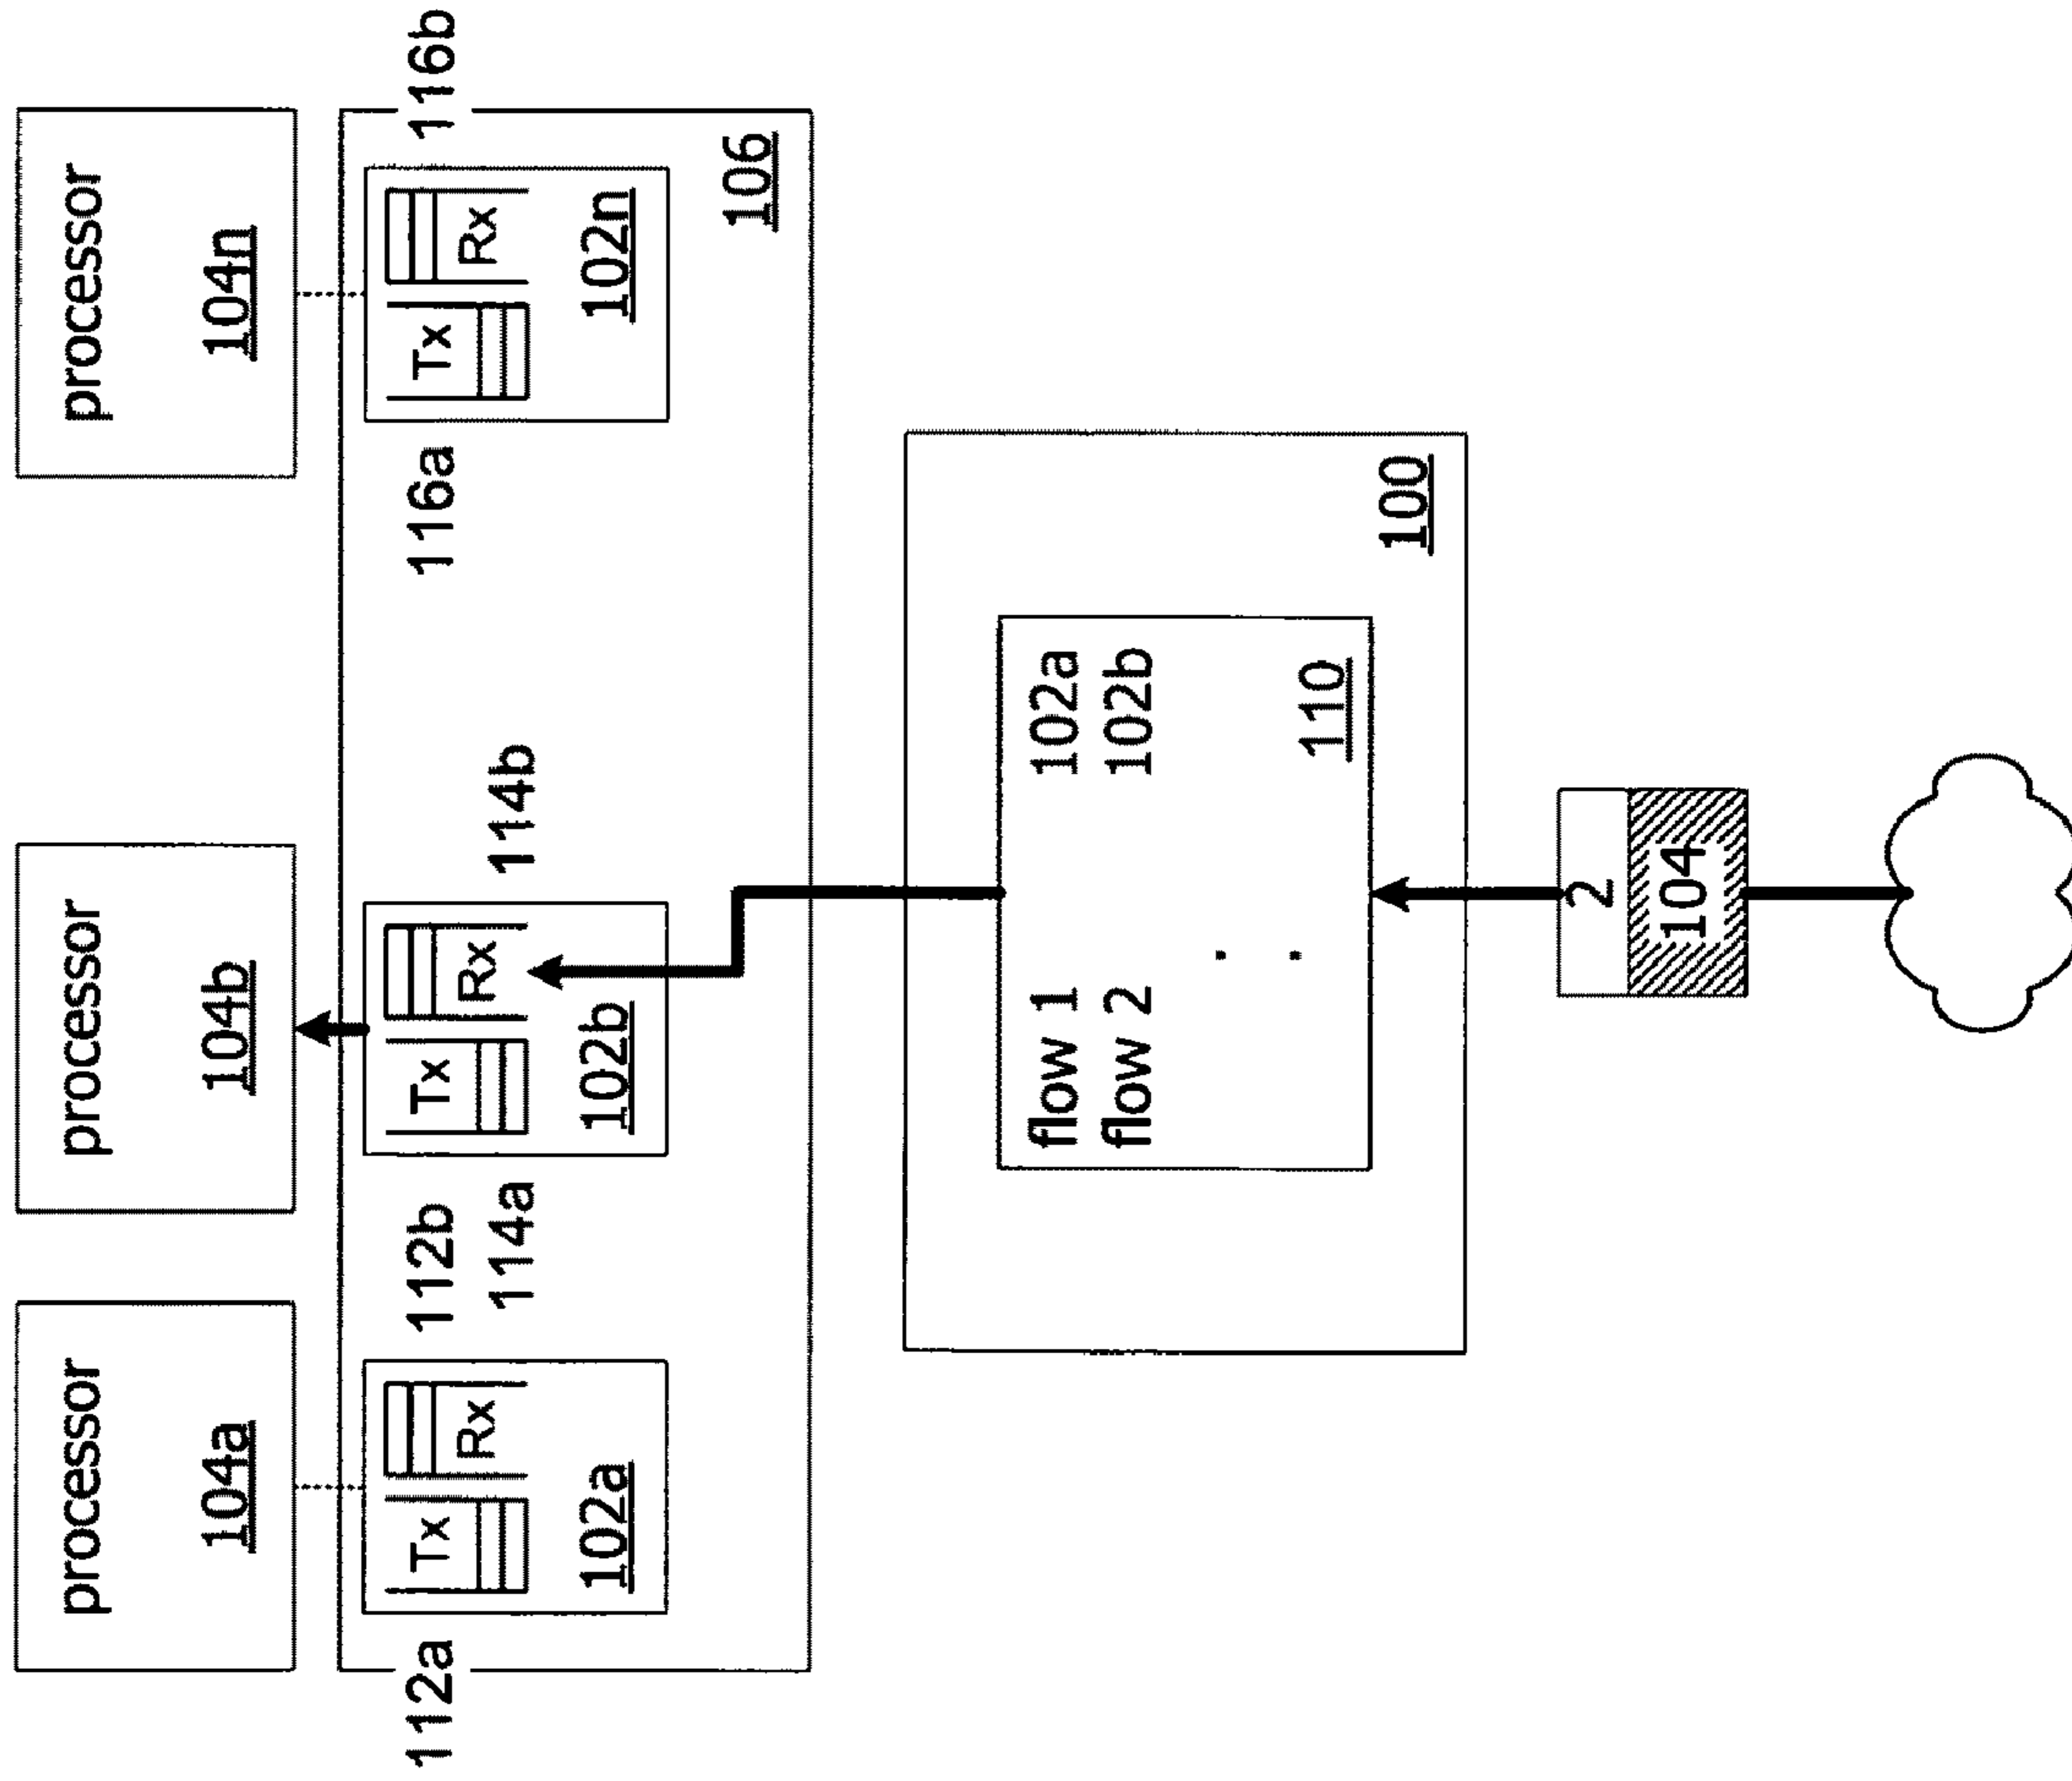 processor
104a
processor
104b
processor
104n
112a
Tx
Rx
102a
112b
114a
Tx
Rx
102b
114b
116a
Tx
Rx
102n
116b
106
flow 1 102a
flow 2 102b
.
.
110
100
2
104